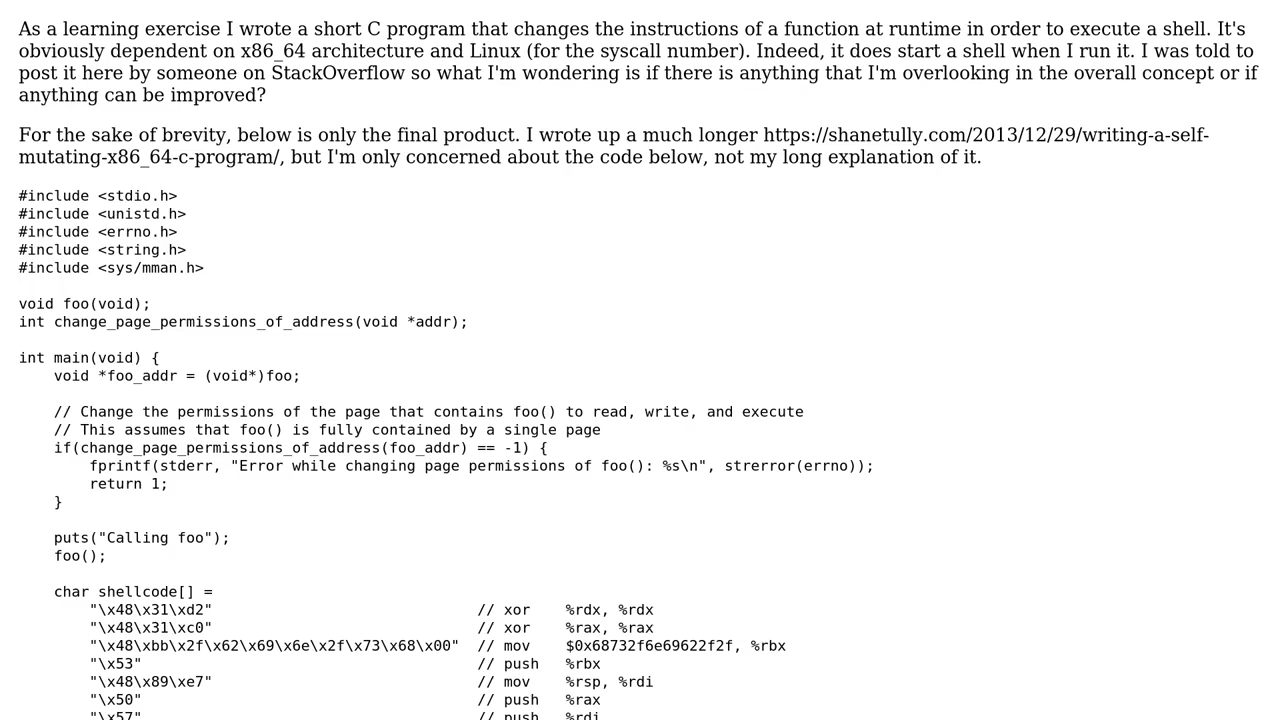 As a learning exercise I wrote a short C program that changes the instructions of a function at runtime in order to execute a shell. It's
obviously dependent on x86_64 architecture and Linux (for the syscall number). Indeed, it does start a shell when I run it. I was told to
post it here by someone on StackOverflow so what I'm wondering is if there is anything that I'm overlooking in the overall concept or if
anything can be improved?
For the sake of brevity, below is only the final product. I wrote up a much longer https://shanetully.com/2013/12/29/writing-a-self-
mutating-x86_64-c-program/, but I'm only concerned about the code below, not my long explanation of it.
#include <stdio.h>
#include <unistd.h>
#include <errno.h>
#include <string.h>
#include <sys/mman.h>
void foo(void);
int change_page_permissions_of_address(void *addr);
int main(void) {
    void *foo_addr = (void*)foo;
    // Change the permissions of the page that contains foo() to read, write, and execute
    // This assumes that foo() is fully contained by a single page
    if(change_page_permissions_of_address(foo_addr) == -1) {
        fprintf(stderr, "Error while changing page permissions of foo(): %s\n", strerror(errno));
        return 1;
    }
    puts("Calling foo");
    foo();
    char shellcode[] =
        "\x48\x31\xd2"                              // xor    %rdx, %rdx
        "\x48\x31\xc0"                              // xor    %rax, %rax
        "\x48\xbb\x2f\x62\x69\x6e\x2f\x73\x68\x00"  // mov    $0x68732f6e69622f2f, %rbx
        "\x53"                                      // push   %rbx
        "\x48\x89\xe7"                              // mov    %rsp, %rdi
        "\x50"                                      // push   %rax
        "\x57"                                      // push   %rdi